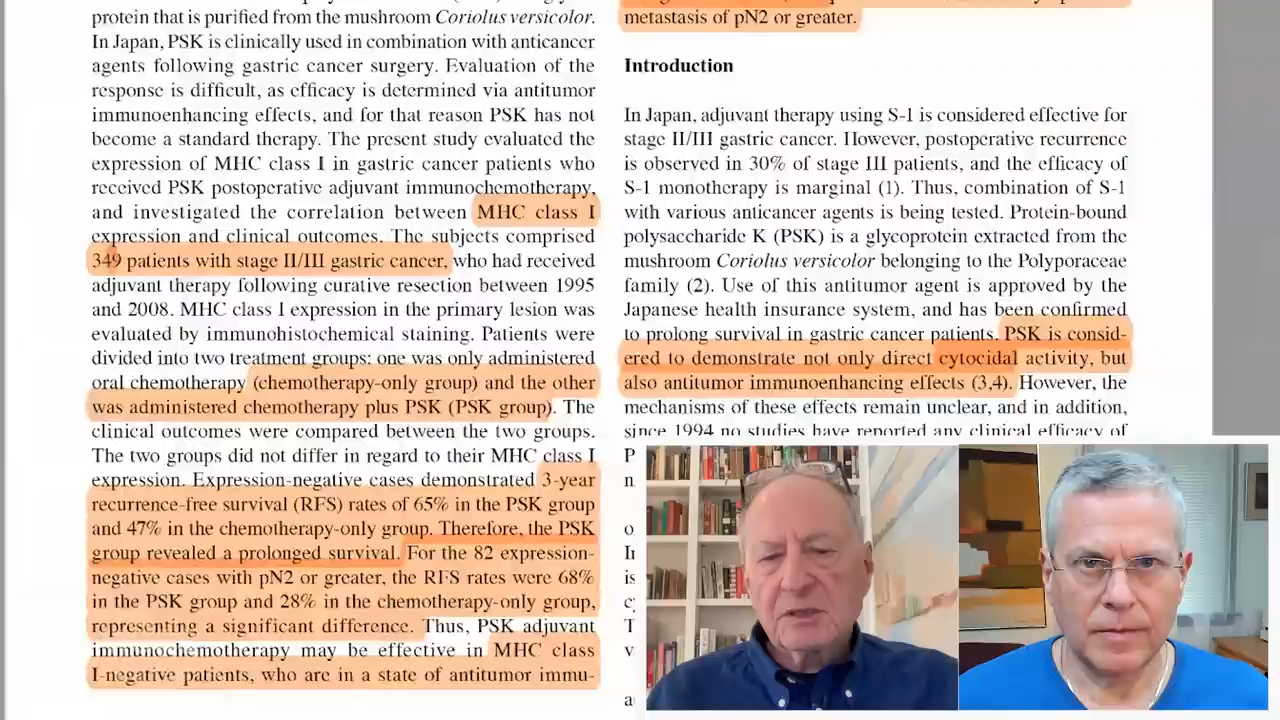 protein that is purified from the mushroom Coriolus versicolor.
In Japan, PSK is clinically used in combination with anticancer
agents following gastric cancer surgery. Evaluation of the
response is difficult, as efficacy is determined via antitumor
immunoenhancing effects, and for that reason PSK has not
become a standard therapy. The present study evaluated the
expression of MHC class I in gastric cancer patients who
received PSK postoperative adjuvant immunochemotherapy,
and investigated the correlation between MHC class I
expression and clinical outcomes. The subjects comprised
349 patients with stage II/III gastric cancer, who had received
adjuvant therapy following curative resection between 1995
and 2008. MHC class I expression in the primary lesion was
evaluated by immunohistochemical staining. Patients were
divided into two treatment groups: one was only administered
oral chemotherapy (chemotherapy-only group) and the other
was administered chemotherapy plus PSK (PSK group). The
clinical outcomes were compared between the two groups.
The two groups did not differ in regard to their MHC class I
expression. Expression-negative cases demonstrated 3-year
recurrence-free survival (RFS) rates of 65% in the PSK group
and 47% in the chemotherapy-only group. Therefore, the PSK
group revealed a prolonged survival. For the 82 expression-
negative cases with pN2 or greater, the RFS rates were 68%
in the PSK group and 28% in the chemotherapy-only group,
representing a significant difference. Thus, PSK adjuvant
immunochemotherapy may be effective in MHC class
I-negative patients, who are in a state of antitumor immu-
metastasis of pN2 or greater.
Introduction
In Japan, adjuvant therapy using S-1 is considered effective for
stage II/III gastric cancer. However, postoperative recurrence
is observed in 30% of stage III patients, and the efficacy of
S-1 monotherapy is marginal (1). Thus, combination of S-1
with various anticancer agents is being tested. Protein-bound
polysaccharide K (PSK) is a glycoprotein extracted from the
mushroom Coriolus versicolor belonging to the Polyporaceae
family (2). Use of this antitumor agent is approved by the
Japanese health insurance system, and has been confirmed
to prolong survival in gastric cancer patients. PSK is consid-
ered to demonstrate not only direct cytocidal activity, but
also antitumor immunoenhancing effects (3,4). However, the
mechanisms of these effects remain unclear, and in addition,
since 1994 no studies have reported any clinical efficacy of